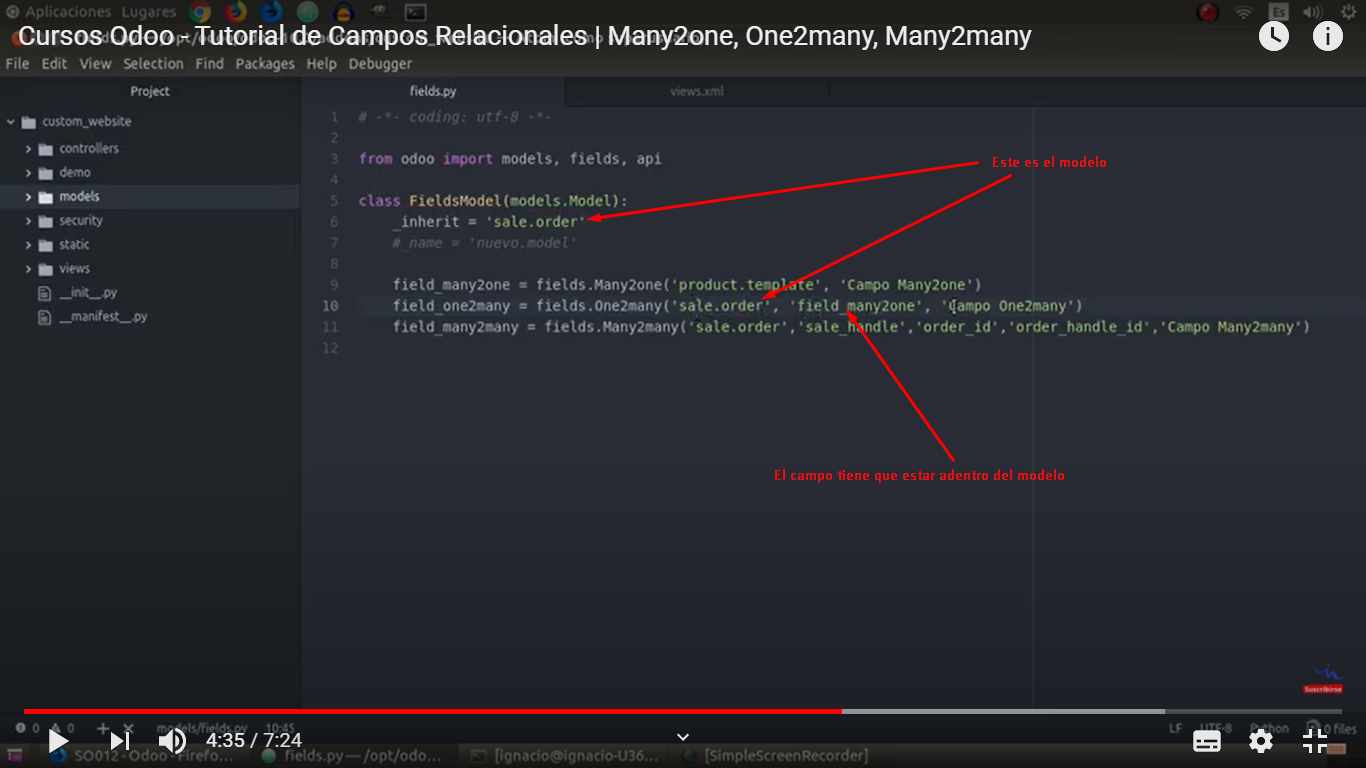 Aplicaciones Lugares
Es
Cursos Odoo - Tutorial de Campos Relacionales | Many2one, One2many, Many2many
File Edit View Selection Find Packages Help Debugger
Project
fields.py
views.xml
custom_website
controllers
demo
models
security
static
views
__init__.py
__manifest__.py
1 # -*- coding: utf-8 -*-
2
3 from odoo import models, fields, api
4
5 class FieldsModel(models.Model):
6 _inherit = 'sale.order'
7 #_name = 'nuevo.model'
8
9 field_many2one = fields.Many2one('product.template', 'Campo Many2one')
10 field_one2many = fields.One2many('sale.order', 'field_many2one', 'Campo One2many')
11 field_many2many = fields.Many2many('sale.order','sale_handle','order_id','order_handle_id','Campo Many2many')
12
Este es el modelo
El campo tiene que estar adentro del modelo
Suscribirse
0 0 models/fields.py 10:45
LF UTF-8 Python 0 files
4:35 / 7:24
SO012 - Odoo - Firefo...
fields.py — /opt/odo...
[ignacio@ignacio-U36...
[SimpleScreenRecorder]